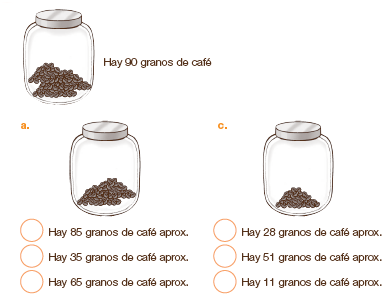 Hay 90 granos de café
a.
Hay 85 granos de café aprox.
Hay 35 granos de café aprox.
Hay 65 granos de café aprox.
c.
Hay 28 granos de café aprox.
Hay 51 granos de café aprox.
Hay 11 granos de café aprox.